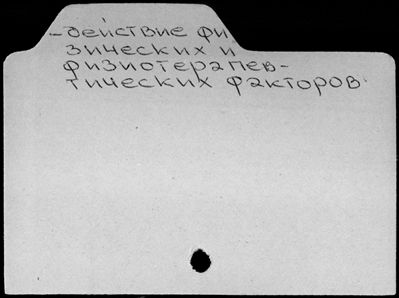 -действие фи
зических и
физиотерапев-
тических факторов